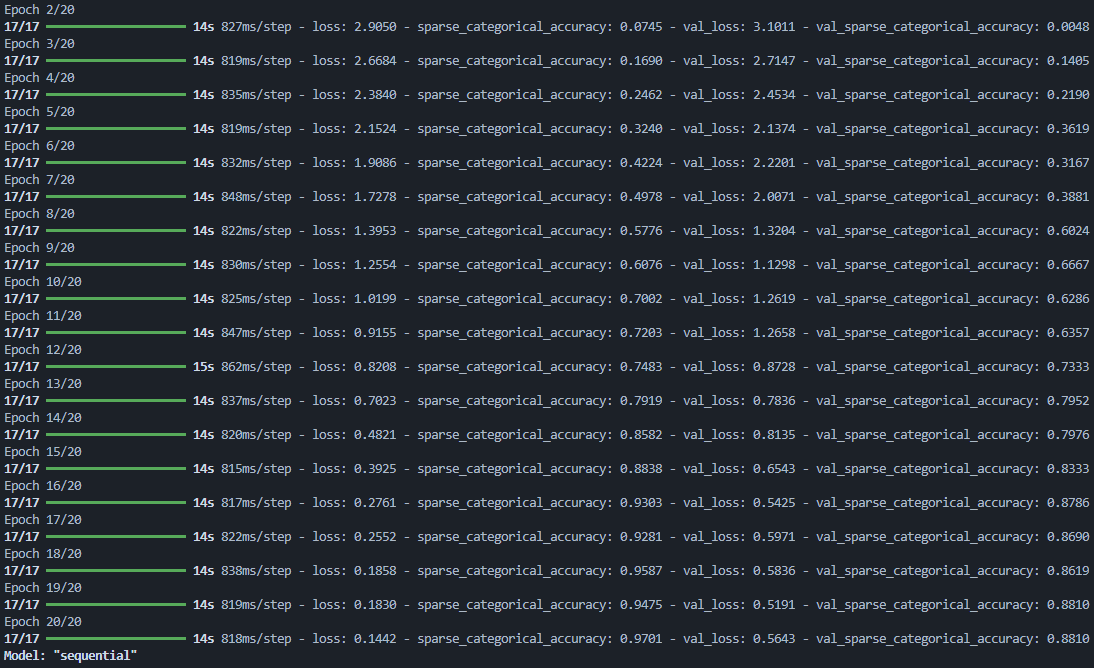 Epoch 2/20
17/17 14s 827ms/step - loss: 2.9050 - sparse_categorical_accuracy: 0.0745 - val_loss: 3.1011 - val_sparse_categorical_accuracy: 0.0048
Epoch 3/20
17/17 14s 819ms/step - loss: 2.6684 - sparse_categorical_accuracy: 0.1690 - val_loss: 2.7147 - val_sparse_categorical_accuracy: 0.1405
Epoch 4/20
17/17 14s 835ms/step - loss: 2.3840 - sparse_categorical_accuracy: 0.2462 - val_loss: 2.4534 - val_sparse_categorical_accuracy: 0.2190
Epoch 5/20
17/17 14s 819ms/step - loss: 2.1524 - sparse_categorical_accuracy: 0.3240 - val_loss: 2.1374 - val_sparse_categorical_accuracy: 0.3619
Epoch 6/20
17/17 14s 832ms/step - loss: 1.9086 - sparse_categorical_accuracy: 0.4224 - val_loss: 2.2201 - val_sparse_categorical_accuracy: 0.3167
Epoch 7/20
17/17 14s 848ms/step - loss: 1.7278 - sparse_categorical_accuracy: 0.4978 - val_loss: 2.0071 - val_sparse_categorical_accuracy: 0.3881
Epoch 8/20
17/17 14s 822ms/step - loss: 1.3953 - sparse_categorical_accuracy: 0.5776 - val_loss: 1.3204 - val_sparse_categorical_accuracy: 0.6024
Epoch 9/20
17/17 14s 830ms/step - loss: 1.2554 - sparse_categorical_accuracy: 0.6076 - val_loss: 1.1298 - val_sparse_categorical_accuracy: 0.6667
Epoch 10/20
17/17 14s 825ms/step - loss: 1.0199 - sparse_categorical_accuracy: 0.7002 - val_loss: 1.2619 - val_sparse_categorical_accuracy: 0.6286
Epoch 11/20
17/17 14s 847ms/step - loss: 0.9155 - sparse_categorical_accuracy: 0.7203 - val_loss: 1.2658 - val_sparse_categorical_accuracy: 0.6357
Epoch 12/20
17/17 15s 862ms/step - loss: 0.8208 - sparse_categorical_accuracy: 0.7483 - val_loss: 0.8728 - val_sparse_categorical_accuracy: 0.7333
Epoch 13/20
17/17 14s 837ms/step - loss: 0.7023 - sparse_categorical_accuracy: 0.7919 - val_loss: 0.7836 - val_sparse_categorical_accuracy: 0.7952
Epoch 14/20
17/17 14s 820ms/step - loss: 0.4821 - sparse_categorical_accuracy: 0.8582 - val_loss: 0.8135 - val_sparse_categorical_accuracy: 0.7976
Epoch 15/20
17/17 14s 815ms/step - loss: 0.3925 - sparse_categorical_accuracy: 0.8838 - val_loss: 0.6543 - val_sparse_categorical_accuracy: 0.8333
Epoch 16/20
17/17 14s 817ms/step - loss: 0.2761 - sparse_categorical_accuracy: 0.9303 - val_loss: 0.5425 - val_sparse_categorical_accuracy: 0.8786
Epoch 17/20
17/17 14s 822ms/step - loss: 0.2552 - sparse_categorical_accuracy: 0.9281 - val_loss: 0.5971 - val_sparse_categorical_accuracy: 0.8690
Epoch 18/20
17/17 14s 838ms/step - loss: 0.1858 - sparse_categorical_accuracy: 0.9587 - val_loss: 0.5836 - val_sparse_categorical_accuracy: 0.8619
Epoch 19/20
17/17 14s 819ms/step - loss: 0.1830 - sparse_categorical_accuracy: 0.9475 - val_loss: 0.5191 - val_sparse_categorical_accuracy: 0.8810
Epoch 20/20
17/17 14s 818ms/step - loss: 0.1442 - sparse_categorical_accuracy: 0.9701 - val_loss: 0.5643 - val_sparse_categorical_accuracy: 0.8810
Model: "sequential"